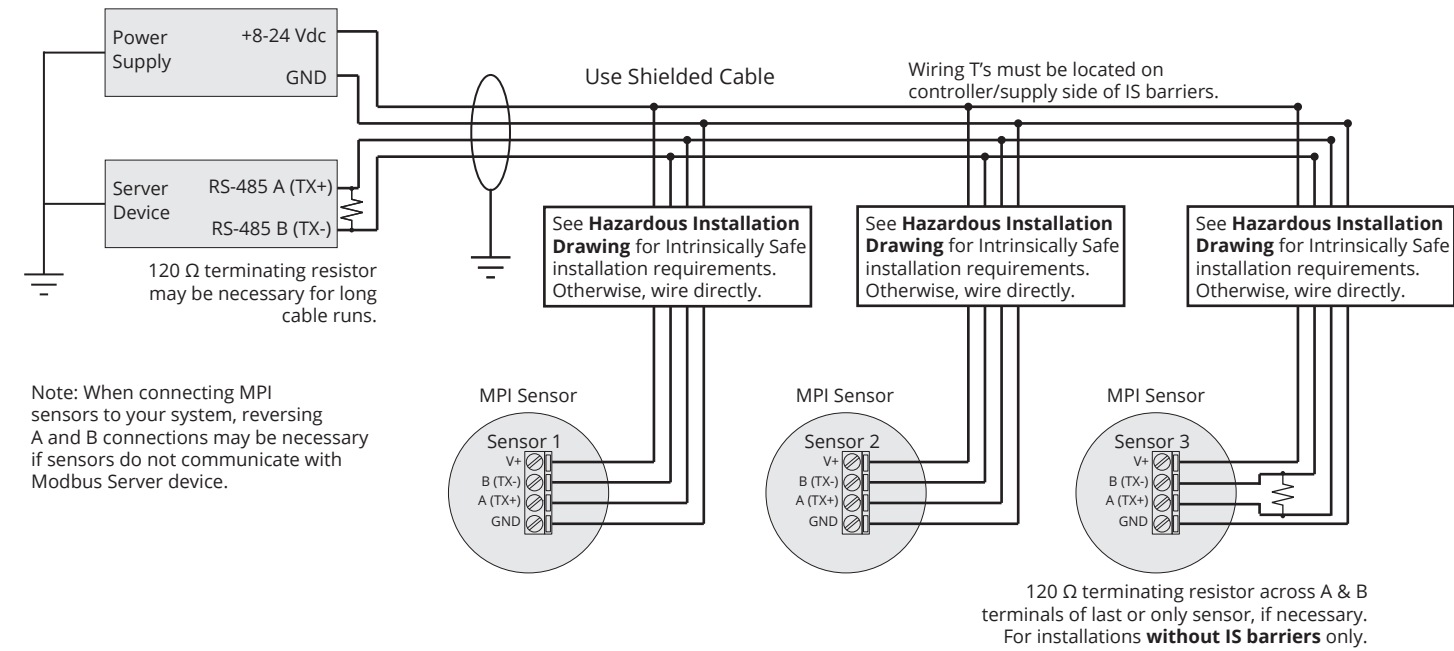 Power
Supply
+8-24 Vdc
GND
Use Shielded Cable
Wiring T's must be located on
controller/supply side of IS barriers.
Server
Device
RS-485 A (TX+)
RS-485 B (TX-)
120 Ω terminating resistor
may be necessary for long
cable runs.
See Hazardous Installation
Drawing for Intrinsically Safe
installation requirements.
Otherwise, wire directly.
See Hazardous Installation
Drawing for Intrinsically Safe
installation requirements.
Otherwise, wire directly.
See Hazardous Installation
Drawing for Intrinsically Safe
installation requirements.
Otherwise, wire directly.
Note: When connecting MPI
sensors to your system, reversing
A and B connections may be necessary
if sensors do not communicate with
Modbus Server device.
MPI Sensor
Sensor 1
V+
B (TX-)
A (TX+)
GND
MPI Sensor
Sensor 2
V+
B (TX-)
A (TX+)
GND
MPI Sensor
Sensor 3
V+
B (TX-)
A (TX+)
GND
120 Ω terminating resistor across A & B
terminals of last or only sensor, if necessary.
For installations without IS barriers only.